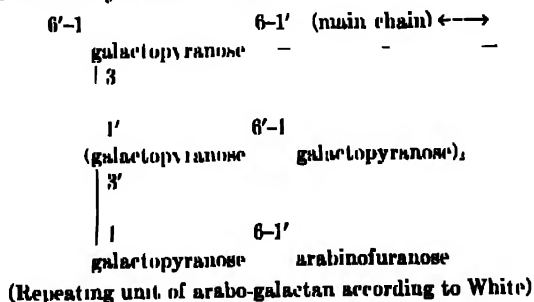 6′–1 6–1′ (main chain) ←--→
galactopyranose – - –
| 3
1′ 6′–1
(galactopyranose galactopyranose)₂
3′
1 6–1′
galactopyranose arabinofuranose
(Repeating unit of arabo-galactan according to White)